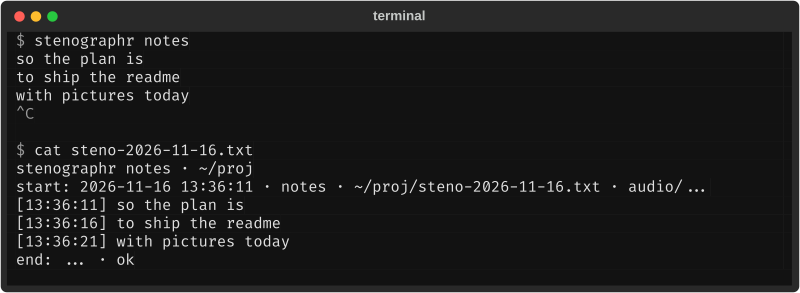 terminal
$ stenographr notes
so the plan is
to ship the readme
with pictures today
^C
$ cat steno-2026-11-16.txt
stenographr notes · ~/proj
start: 2026-11-16 13:36:11 · notes · ~/proj/steno-2026-11-16.txt · audio/...
[13:36:11] so the plan is
[13:36:16] to ship the readme
[13:36:21] with pictures today
end: ... · ok